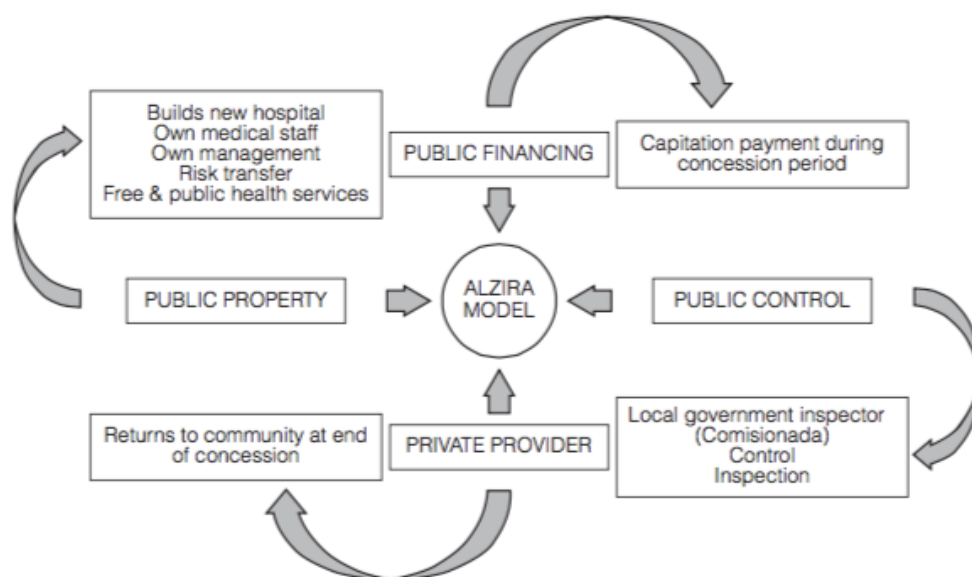 Builds new hospital
Own medical staff
Own management
Risk transfer
Free & public health services
PUBLIC FINANCING
Capitation payment during
concession period
PUBLIC PROPERTY
ALZIRA
MODEL
PUBLIC CONTROL
Returns to community at end
of concession
PRIVATE PROVIDER
Local government inspector
(Comisionada)
Control
Inspection